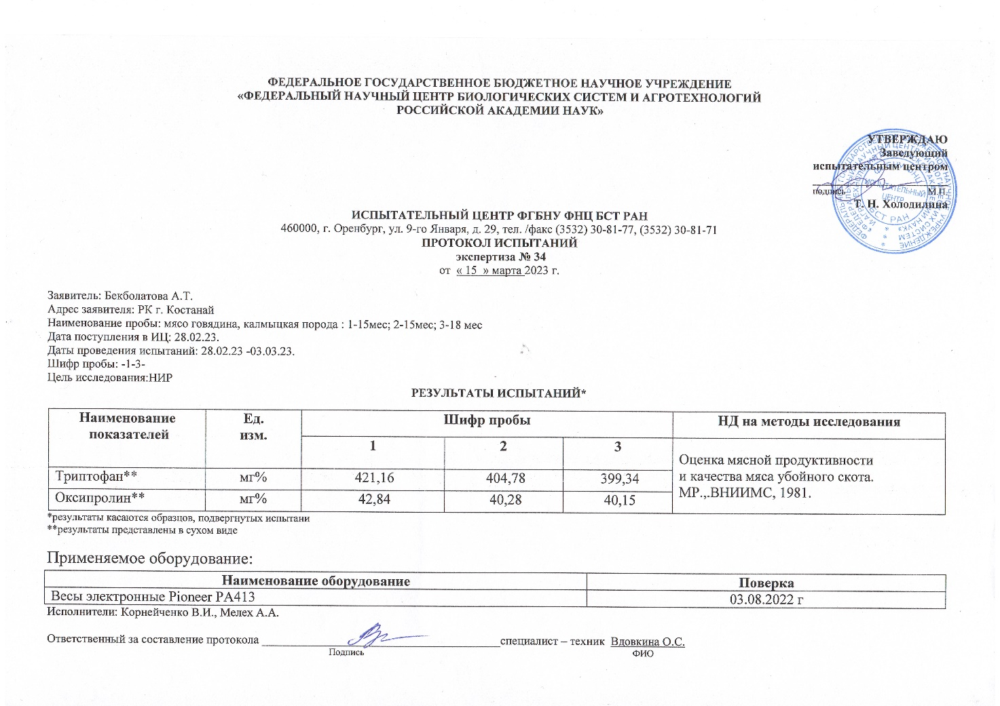 ФЕДЕРАЛЬНОЕ ГОСУДАРСТВЕННОЕ БЮДЖЕТНОЕ НАУЧНОЕ УЧРЕЖДЕНИЕ
«ФЕДЕРАЛЬНЫЙ НАУЧНЫЙ ЦЕНТР БИОЛОГИЧЕСКИХ СИСТЕМ И АГРОТЕХНОЛОГИЙ
РОССИЙСКОЙ АКАДЕМИИ НАУК»
УТВЕРЖДАЮ
Заведующий
испытательным центром
подпись М.П.
Т. Н. Холодилина
ИСПЫТАТЕЛЬНЫЙ ЦЕНТР
БСТ РАН
ИСПЫТАТЕЛЬНЫЙ ЦЕНТР ФГБНУ ФНЦ БСТ РАН
460000, г. Оренбург, ул. 9-го Января, д. 29, тел. /факс (3532) 30-81-77, (3532) 30-81-71
ПРОТОКОЛ ИСПЫТАНИЙ
экспертиза № 34
от « 15 » марта 2023 г.
Заявитель: Бекболатова А.Т.
Адрес заявителя: РК г. Костанай
Наименование пробы: мясо говядина, калмыцкая порода : 1-15мес; 2-15мес; 3-18 мес
Дата поступления в ИЦ: 28.02.23.
Даты проведения испытаний: 28.02.23 -03.03.23.
Шифр пробы: -1-3-
Цель исследования:НИР
РЕЗУЛЬТАТЫ ИСПЫТАНИЙ*
Наименование показателей Ед. изм. Шифр пробы НД на методы исследования
1 2 3
Триптофан** мг% 421,16 404,78 399,34
Оксипролин** мг% 42,84 40,28 40,15
Оценка мясной продуктивности
и качества мяса убойного скота.
МР.,.ВНИИМС, 1981.
*результаты касаются образцов, подвергнутых испытани
**результаты представлены в сухом виде
Применяемое оборудование:
Наименование оборудование Поверка
Весы электронные Pioneer PA413 03.08.2022 г
Исполнители: Корнейченко В.И., Мелех А.А.
Ответственный за составление протокола специалист – техник Вдовкина О.С.
Подпись ФИО